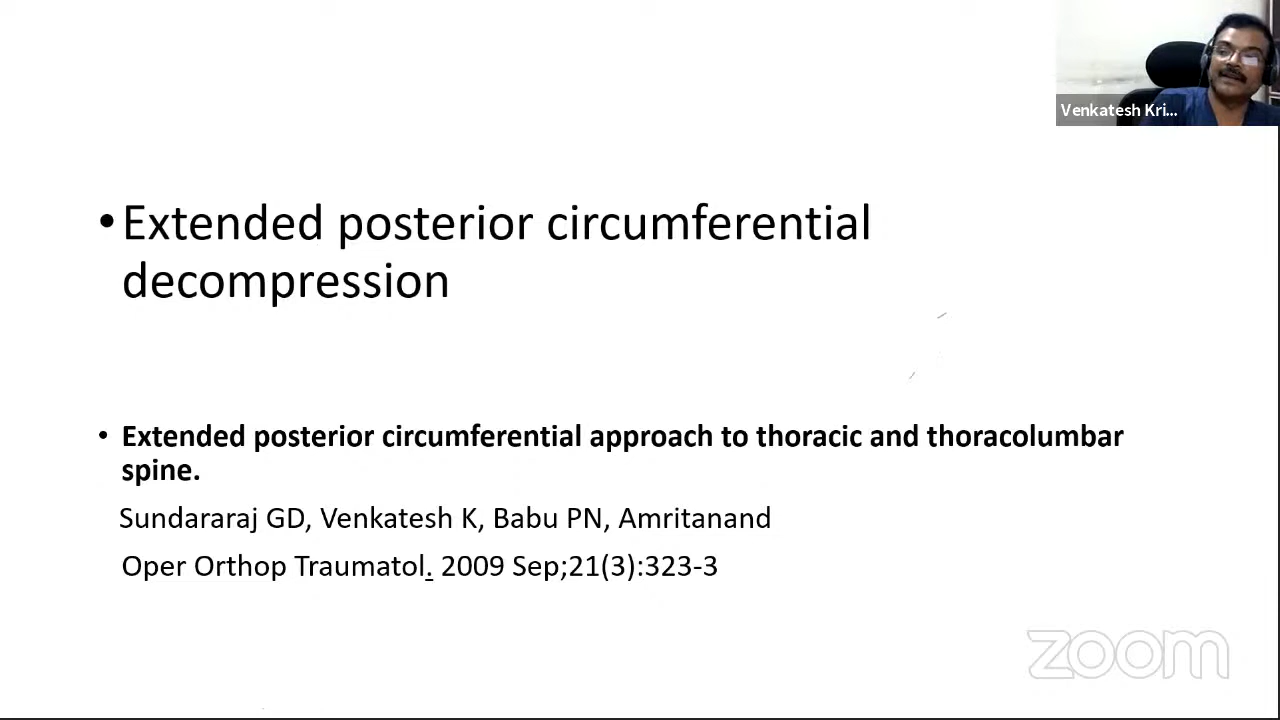 Venkatesh Kri...
•Extended posterior circumferential
decompression
• Extended posterior circumferential approach to thoracic and thoracolumbar
spine.
Sundararaj GD, Venkatesh K, Babu PN, Amritanand
Oper Orthop Traumatol. 2009 Sep;21(3):323-3
zoom